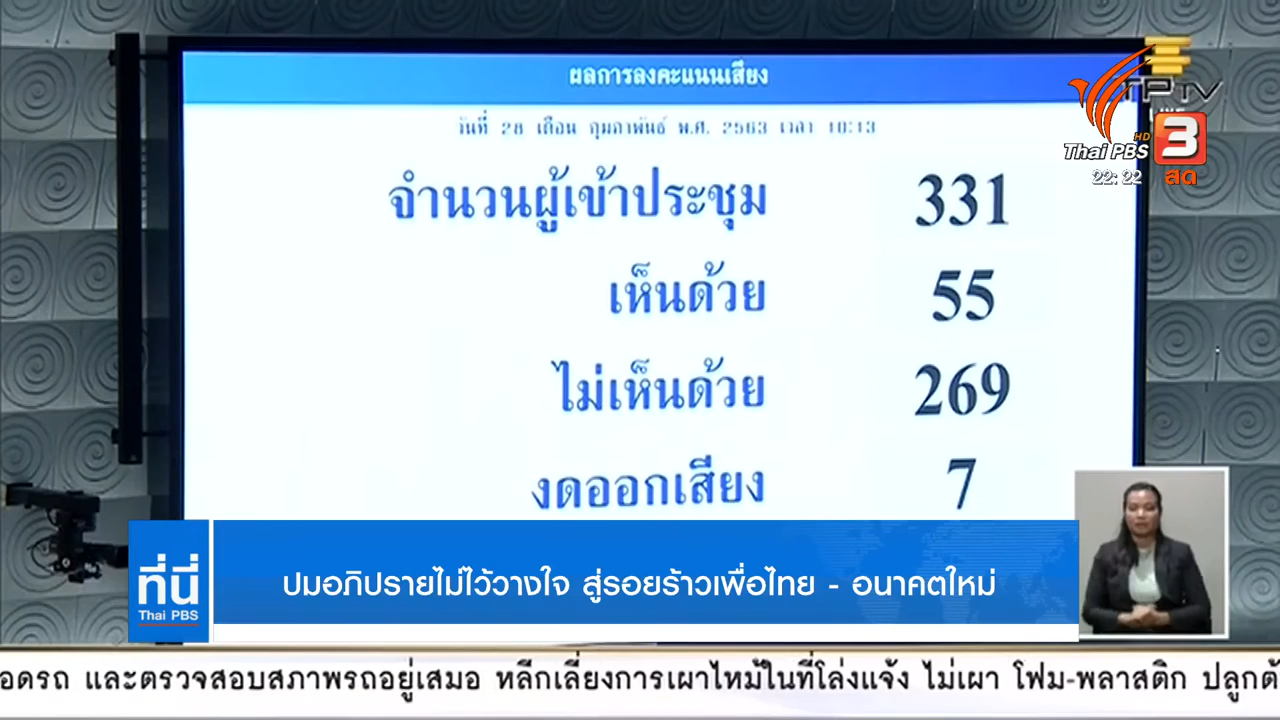 ผลการลงคะแนนเสียง
วันที่ 28 เดือน กุมภาพันธ์ พ.ศ. 2563 เวลา 10:13
จำนวนผู้เข้าประชุม 331
เห็นด้วย 55
ไม่เห็นด้วย 269
งดออกเสียง 7
TPTV
HD
Thai PBS 3
22:22 สด
ที่นี่
Thai PBS
ปมอภิปรายไม่ไว้วางใจ สู่รอยร้าวเพื่อไทย - อนาคตใหม่
อดรถ และตรวจสอบสภาพรถอยู่เสมอ หลีกเลี่ยงการเผาไหม้ในที่โล่งแจ้ง ไม่เผา โฟม-พลาสติก ปลูกต้